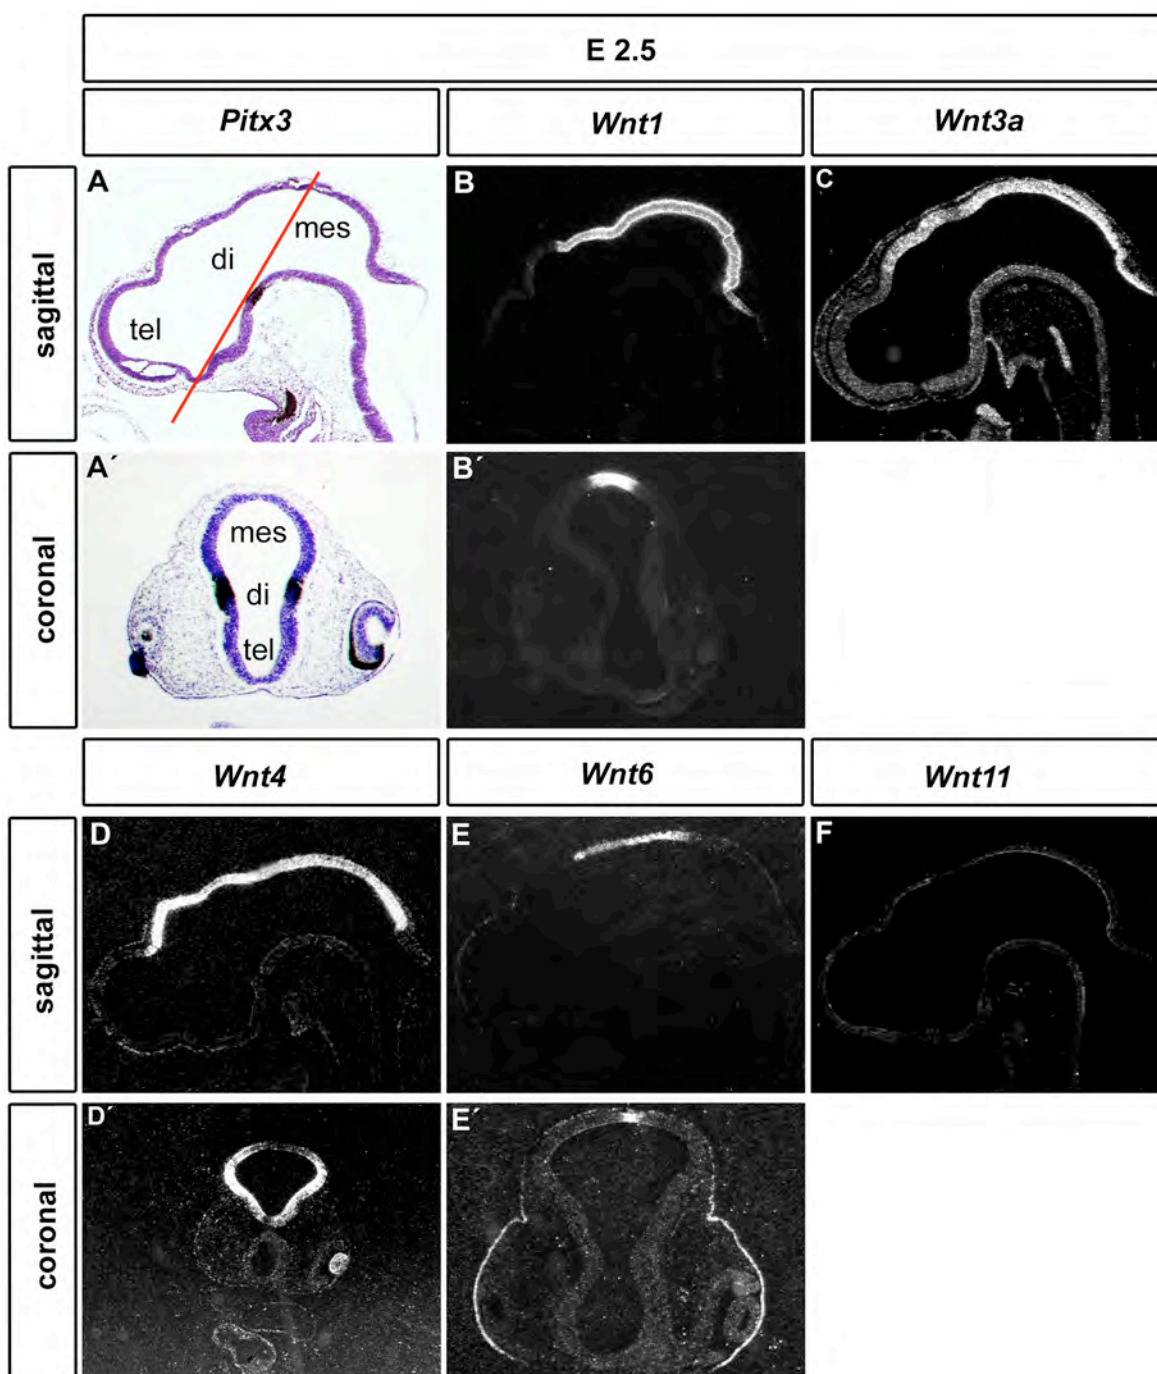 E 2.5
Pitx3
Wnt1
Wnt3a
sagittal
A
mes
di
tel
B
C
coronal
A´
mes
di
tel
B´
Wnt4
Wnt6
Wnt11
sagittal
D
E
F
coronal
D´
E´